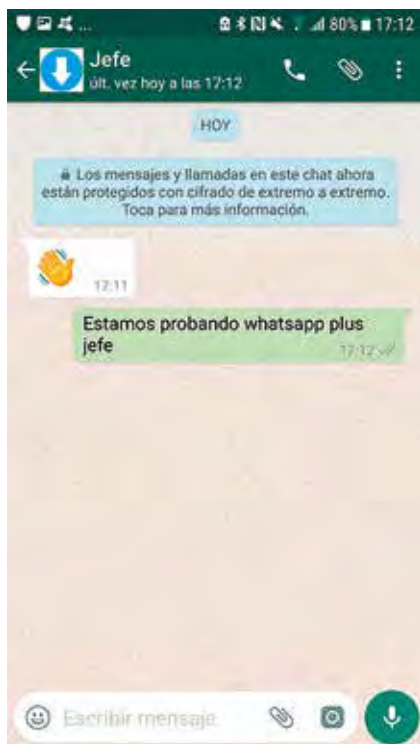 ... 80% 17:12
Jefe
últ. vez hoy a las 17:12
HOY
Los mensajes y llamadas en este chat ahora
están protegidos con cifrado de extremo a extremo.
Toca para más información.
17:11
Estamos probando whatsapp plus
jefe
17:12
Escribir mensaje